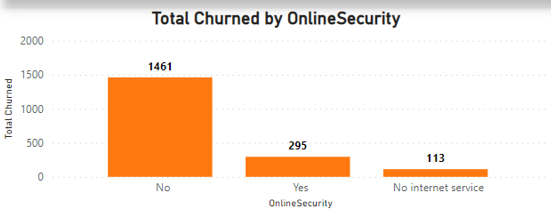 Total Churned by OnlineSecurity
Total Churned
2000
1500
1000
500
0
1461
295
113
No
Yes
No internet service
OnlineSecurity